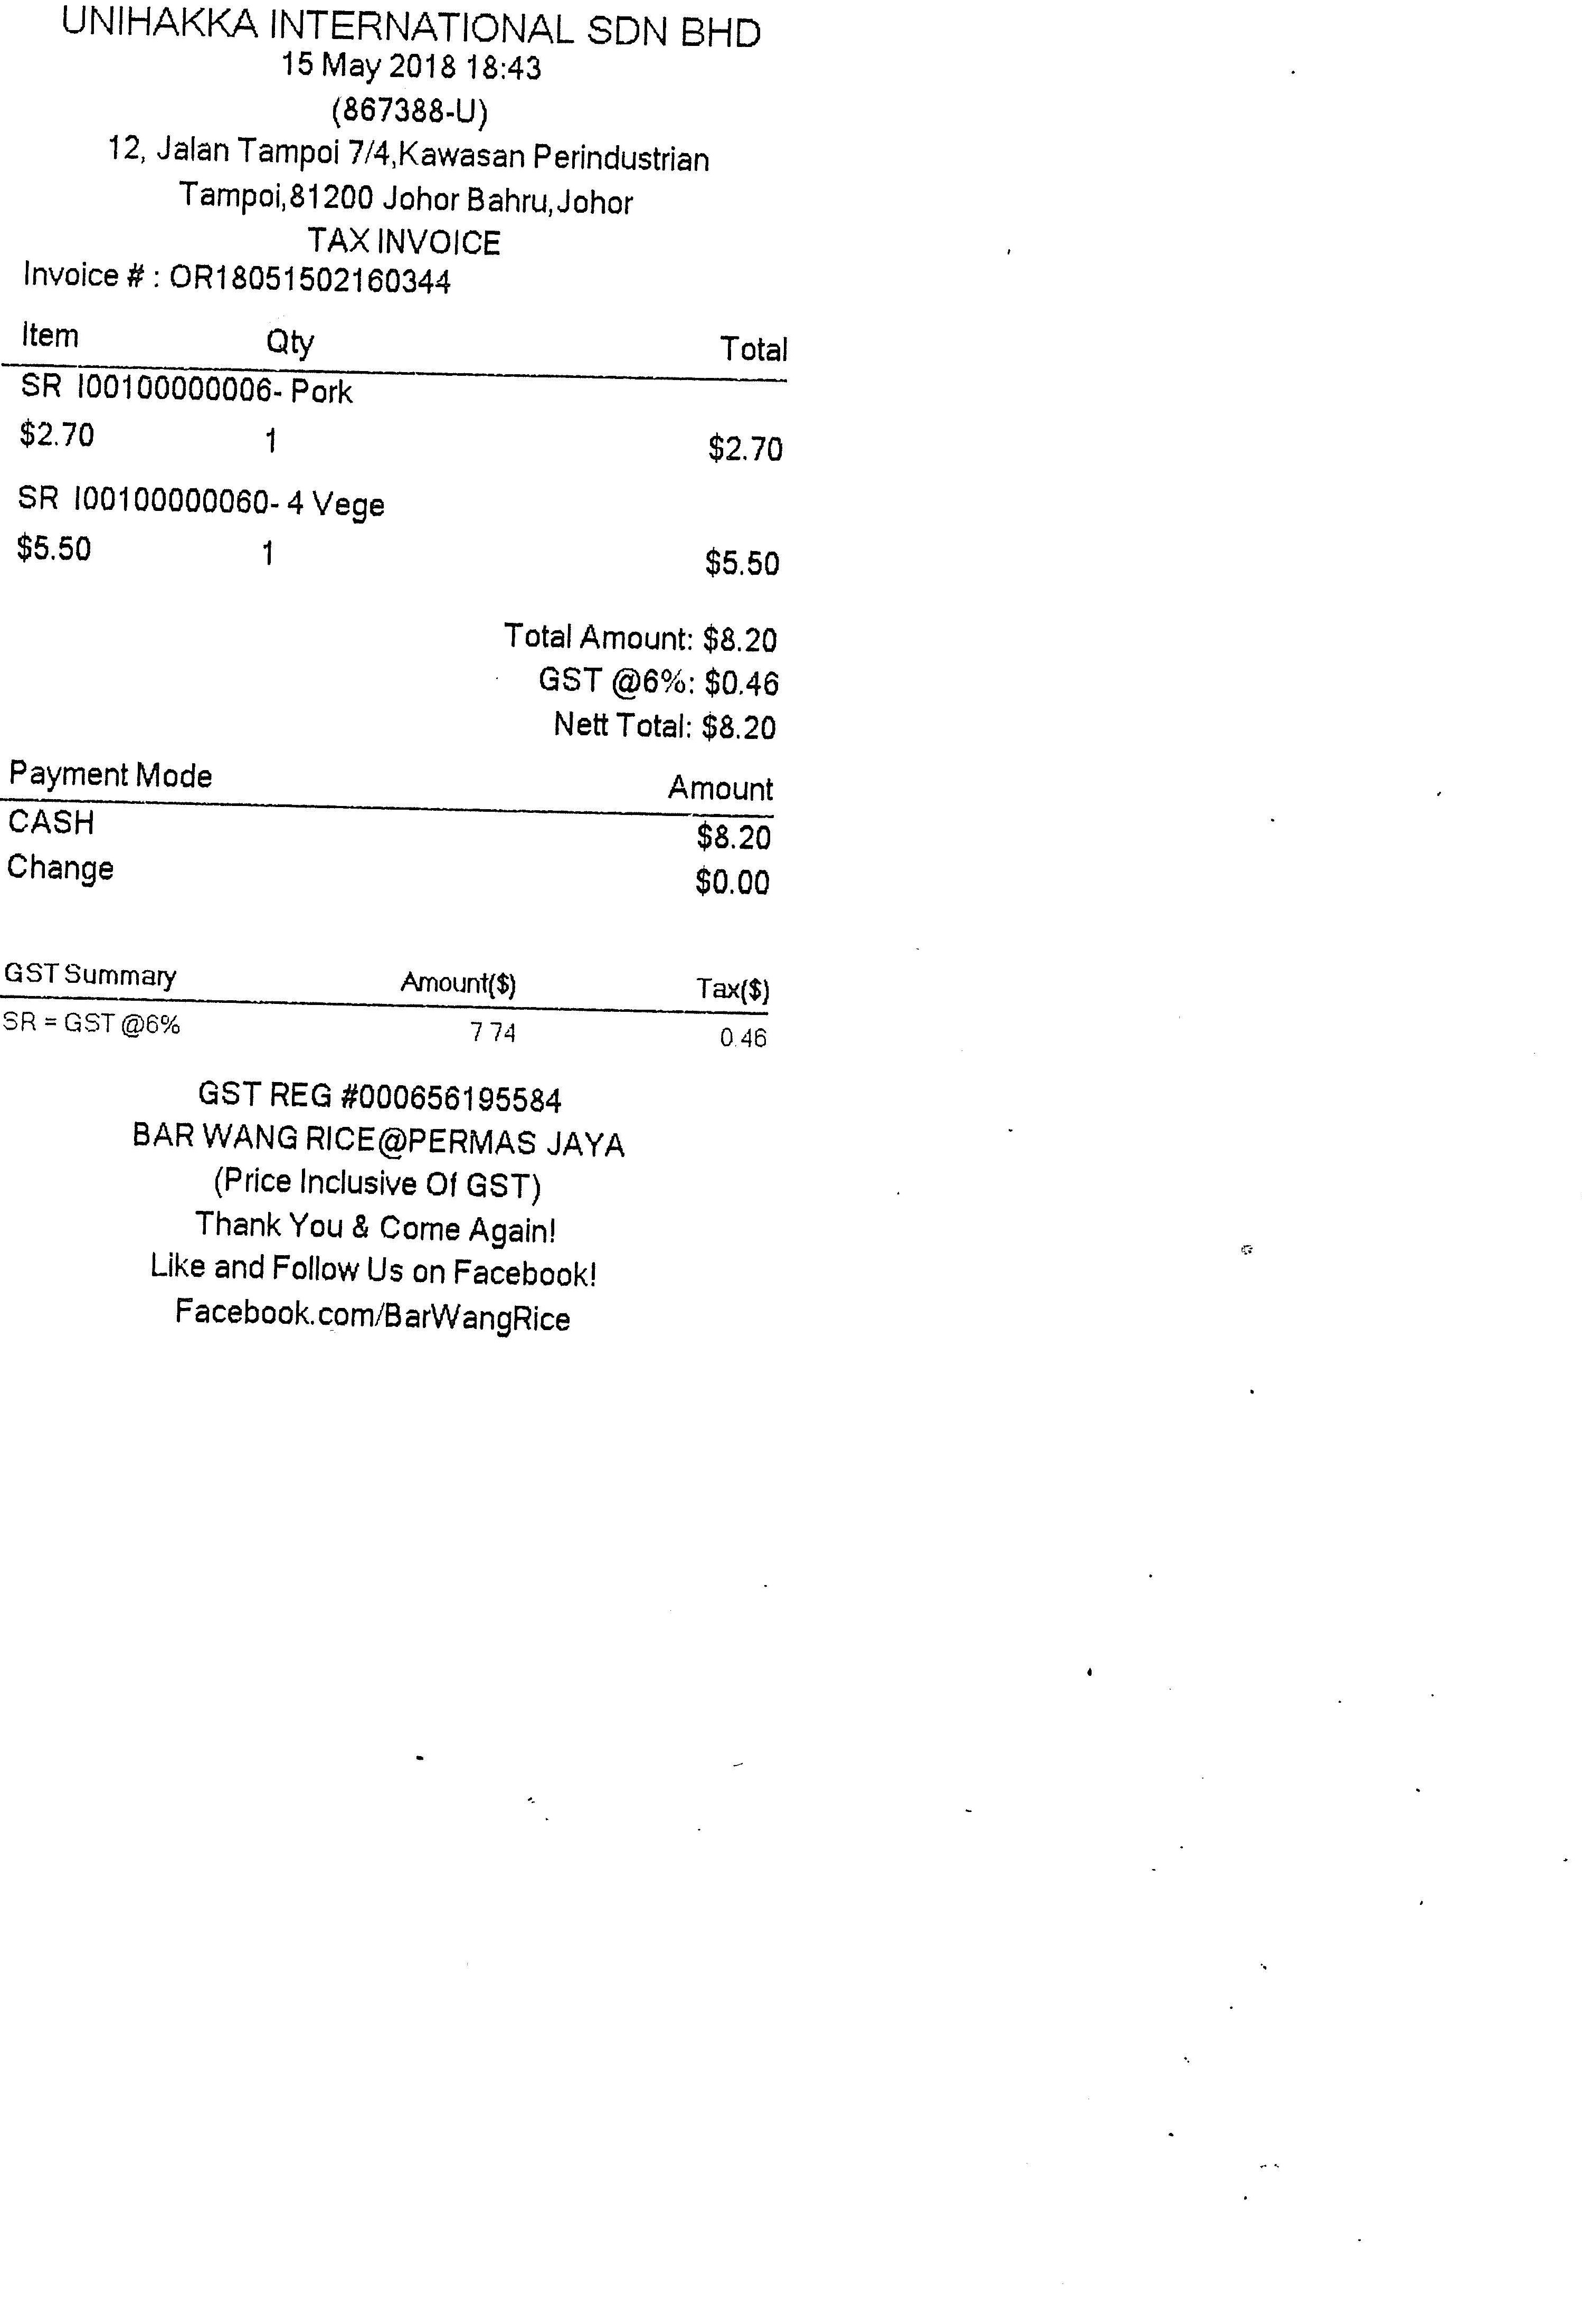 UNIHAKKA INTERNATIONAL SDN BHD
15 May 2018 18:43
(867388-U)
12, Jalan Tampoi 7/4,Kawasan Perindustrian
Tampoi,81200 Johor Bahru,Johor
TAX INVOICE
Invoice # : OR18051502160344
Item Qty Total
SR I00100000006- Pork
$2.70 1 $2.70
SR I00100000060- 4 Vege
$5.50 1 $5.50
Total Amount: $8.20
GST @6%: $0.46
Nett Total: $8.20
Payment Mode Amount
CASH $8.20
Change $0.00
GST Summary Amount($) Tax($)
SR = GST @6% 7.74 0.46
GST REG #000656195584
BAR WANG RICE@PERMAS JAYA
(Price Inclusive Of GST)
Thank You & Come Again!
Like and Follow Us on Facebook!
Facebook.com/BarWangRice